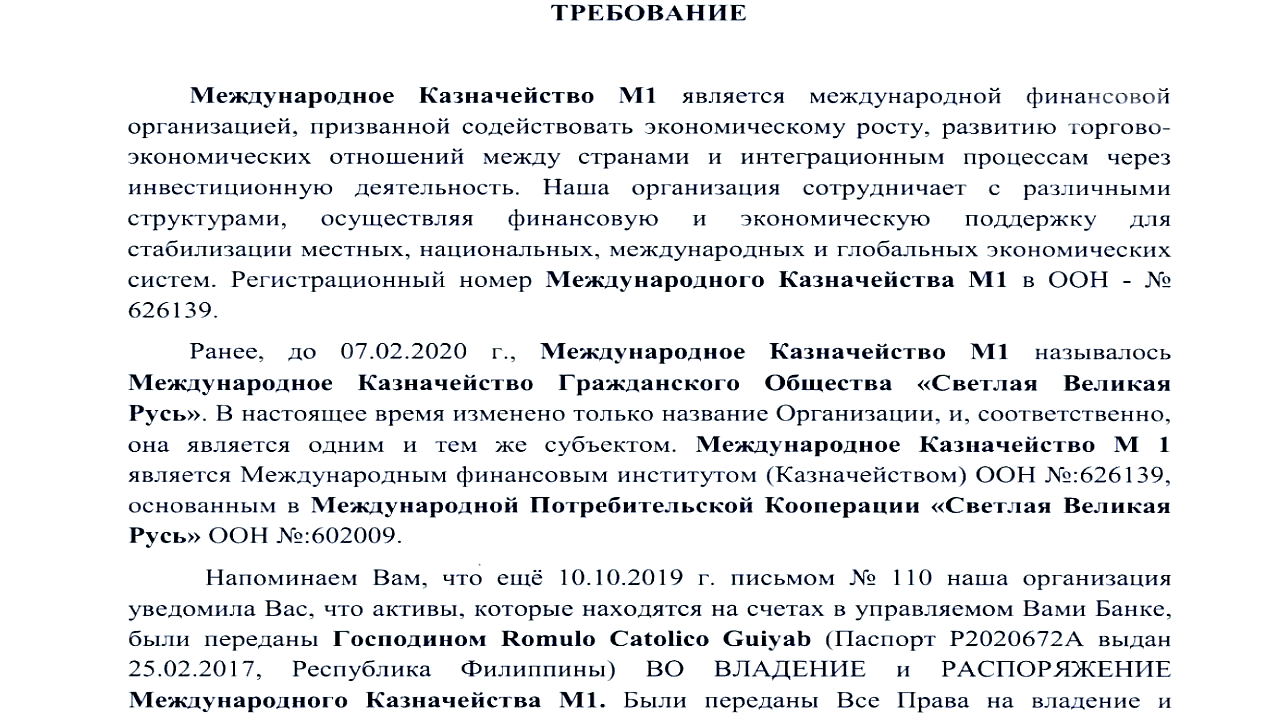 ТРЕБОВАНИЕ
Международное Казначейство М1 является международной финансовой
организацией, призванной содействовать экономическому росту, развитию торгово-
экономических отношений между странами и интеграционным процессам через
инвестиционную деятельность. Наша организация сотрудничает с различными
структурами, осуществляя финансовую и экономическую поддержку для
стабилизации местных, национальных, международных и глобальных экономических
систем. Регистрационный номер Международного Казначейства М1 в ООН - №
626139.
Ранее, до 07.02.2020 г., Международное Казначейство М1 называлось
Международное Казначейство Гражданского Общества «Светлая Великая
Русь». В настоящее время изменено только название Организации, и, соответственно,
она является одним и тем же субъектом. Международное Казначейство М 1
является Международным финансовым институтом (Казначейством) ООН №:626139,
основанным в Международной Потребительской Кооперации «Светлая Великая
Русь» ООН №:602009.
Напоминаем Вам, что ещё 10.10.2019 г. письмом № 110 наша организация
уведомила Вас, что активы, которые находятся на счетах в управляемом Вами Банке,
были переданы Господином Romulo Catolico Guiyab (Паспорт P2020672A выдан
25.02.2017, Республика Филиппины) ВО ВЛАДЕНИЕ и РАСПОРЯЖЕНИЕ
Международного Казначейства М1. Были переданы Все Права на владение и